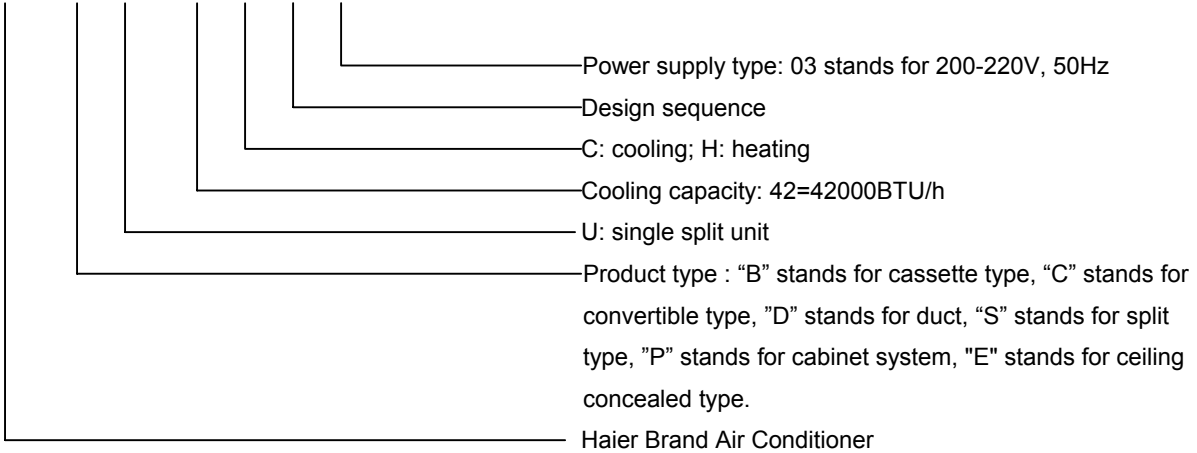 Power supply type: 03 stands for 200-220V, 50Hz
Design sequence
C: cooling; H: heating
Cooling capacity: 42=42000BTU/h
U: single split unit
Product type : “B” stands for cassette type, “C” stands for
convertible type, ”D” stands for duct, “S” stands for split
type, ”P” stands for cabinet system, "E" stands for ceiling
concealed type.
Haier Brand Air Conditioner